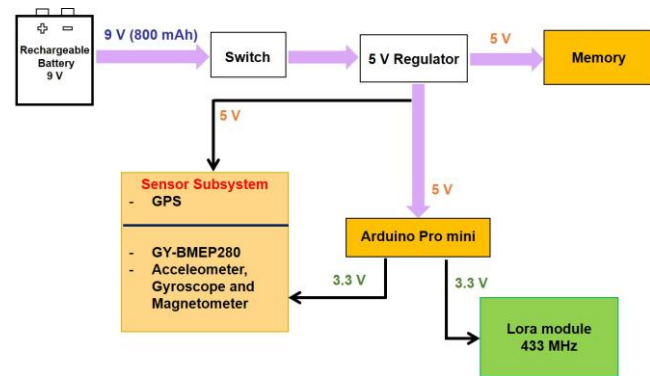 + −
Rechargeable
Battery
9 V
9 V (800 mAh)
Switch
5 V Regulator
5 V
Memory
5 V
5 V
Sensor Subsystem
- GPS
- GY-BMEP280
- Acceleometer,
Gyroscope and
Magnetometer
Arduino Pro mini
3.3 V
3.3 V
Lora module
433 MHz